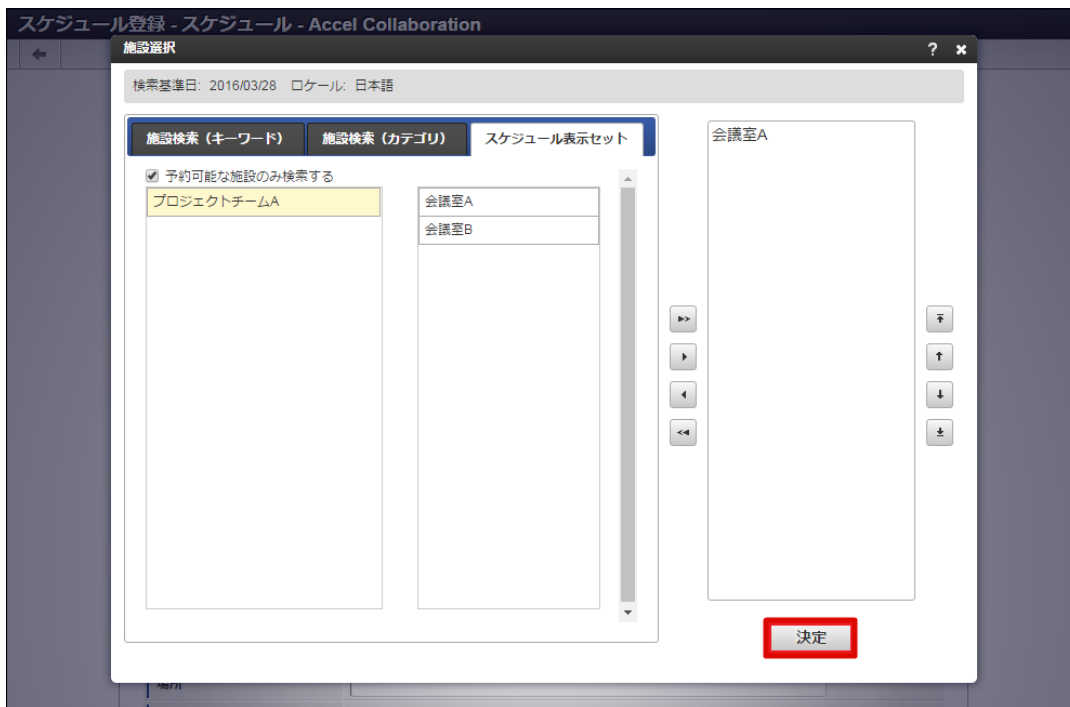 スケジュール登録 - スケジュール - Accel Collaboration
施設選択
検索基準日: 2016/03/28 ロケール: 日本語
施設検索（キーワード） 施設検索（カテゴリ） スケジュール表示セット
予約可能な施設のみ検索する
プロジェクトチームA
会議室A
会議室B
会議室A
決定
場所